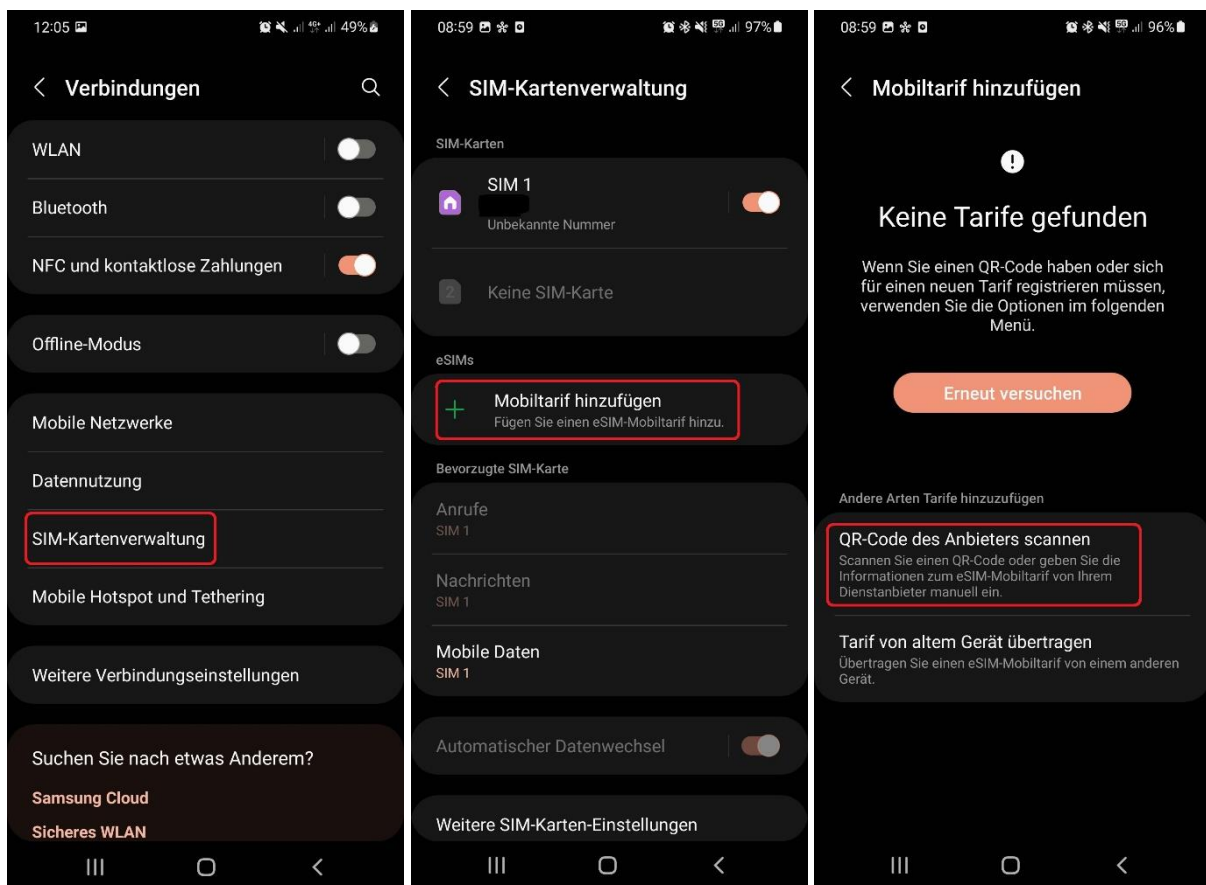 12:05
49%
Verbindungen
WLAN
Bluetooth
NFC und kontaktlose Zahlungen
Offline-Modus
Mobile Netzwerke
Datennutzung
SIM-Kartenverwaltung
Mobile Hotspot und Tethering
Weitere Verbindungseinstellungen
Suchen Sie nach etwas Anderem?
Samsung Cloud
Sicheres WLAN
08:59
5G
97%
SIM-Kartenverwaltung
SIM-Karten
SIM 1
Unbekannte Nummer
2
Keine SIM-Karte
eSIMs
Mobiltarif hinzufügen
Fügen Sie einen eSIM-Mobiltarif hinzu.
Bevorzugte SIM-Karte
Anrufe
SIM 1
Nachrichten
SIM 1
Mobile Daten
SIM 1
Automatischer Datenwechsel
Weitere SIM-Karten-Einstellungen
08:59
5G
96%
Mobiltarif hinzufügen
Keine Tarife gefunden
Wenn Sie einen QR-Code haben oder sich
für einen neuen Tarif registrieren müssen,
verwenden Sie die Optionen im folgenden
Menü.
Erneut versuchen
Andere Arten Tarife hinzuzufügen
QR-Code des Anbieters scannen
Scannen Sie einen QR-Code oder geben Sie die
Informationen zum eSIM-Mobiltarif von Ihrem
Dienstanbieter manuell ein.
Tarif von altem Gerät übertragen
Übertragen Sie einen eSIM-Mobiltarif von einem anderen
Gerät.